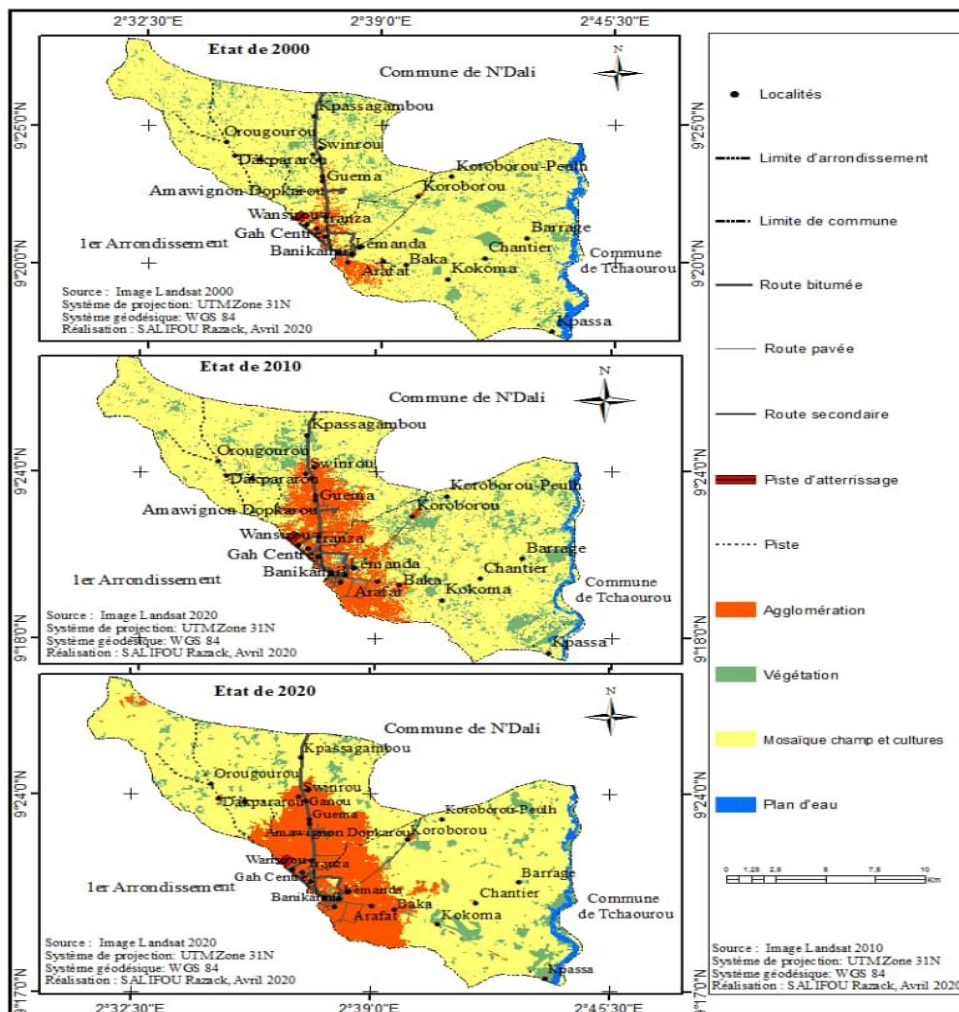 2°32'30"E
2°39'0"E
2°45'30"E
Etat de 2000
N
Commune de N'Dali
Kpassagambou
Orougourou
Swinrou
Dakpararou
Guema
Koroborou-Peulh
Koroborou
Amawignon Dopkarou
Wansirou
Tranza
1er Arrondissement
Gah Centre
Banikanni
Lemanda
Barrage
Chantier
Commune
de Tchaourou
Arafat
Baka
Kokoma
Kpassa
Source : Image Landsat 2000
Système de projection: UTMZone 31N
Système géodésique: WGS 84
Réalisation : SALIFOU Razack, Avril 2020
9°25'0"N
9°20'0"N
9°25'0"N
9°20'0"N
Etat de 2010
N
Commune de N'Dali
Kpassagambou
Orougourou
Swinrou
Dakpararou
Guema
Koroborou-Peulh
Koroborou
Amawignon Dopkarou
Wansirou
Tranza
Gah Centre
1er Arrondissement
Banikanni
Lemanda
Barrage
Chantier
Commune
de Tchaourou
Arafat
Baka
Kokoma
Kpassa
Source : Image Landsat 2020
Système de projection: UTMZone 31N
Système géodésique: WGS 84
Réalisation : SALIFOU Razack, Avril 2020
9°24'0"N
9°18'0"N
9°24'0"N
9°18'0"N
Etat de 2020
N
Commune de N'Dali
Kpassagambou
Orougourou
Swinrou
Dakpararou
Ganou
Guema
Koroborou-Peulh
Amawignon Dopkarou
Koroborou
Wansirou
Tranza
Gah Centre
1er Arrondissement
Banikanni
Lemanda
Barrage
Chantier
Commune
de Tchaourou
Arafat
Baka
Kokoma
Kpassa
Source : Image Landsat 2020
Système de projection: UTMZone 31N
Système géodésique: WGS 84
Réalisation : SALIFOU Razack, Avril 2020
9°24'0"N
9°17'0"N
9°24'0"N
9°17'0"N
2°32'30"E
2°39'0"E
2°45'30"E
Localités
Limite d'arrondissement
Limite de commune
Route bitumée
Route pavée
Route secondaire
Piste d'atterrissage
Piste
Agglomération
Végétation
Mosaïque champ et cultures
Plan d'eau
0 1,25 2,5 5 7,5 10
Km
Source : Image Landsat 2010
Système de projection: UTMZone 31N
Système géodésique: WGS 84
Réalisation : SALIFOU Razack, Avril 2020